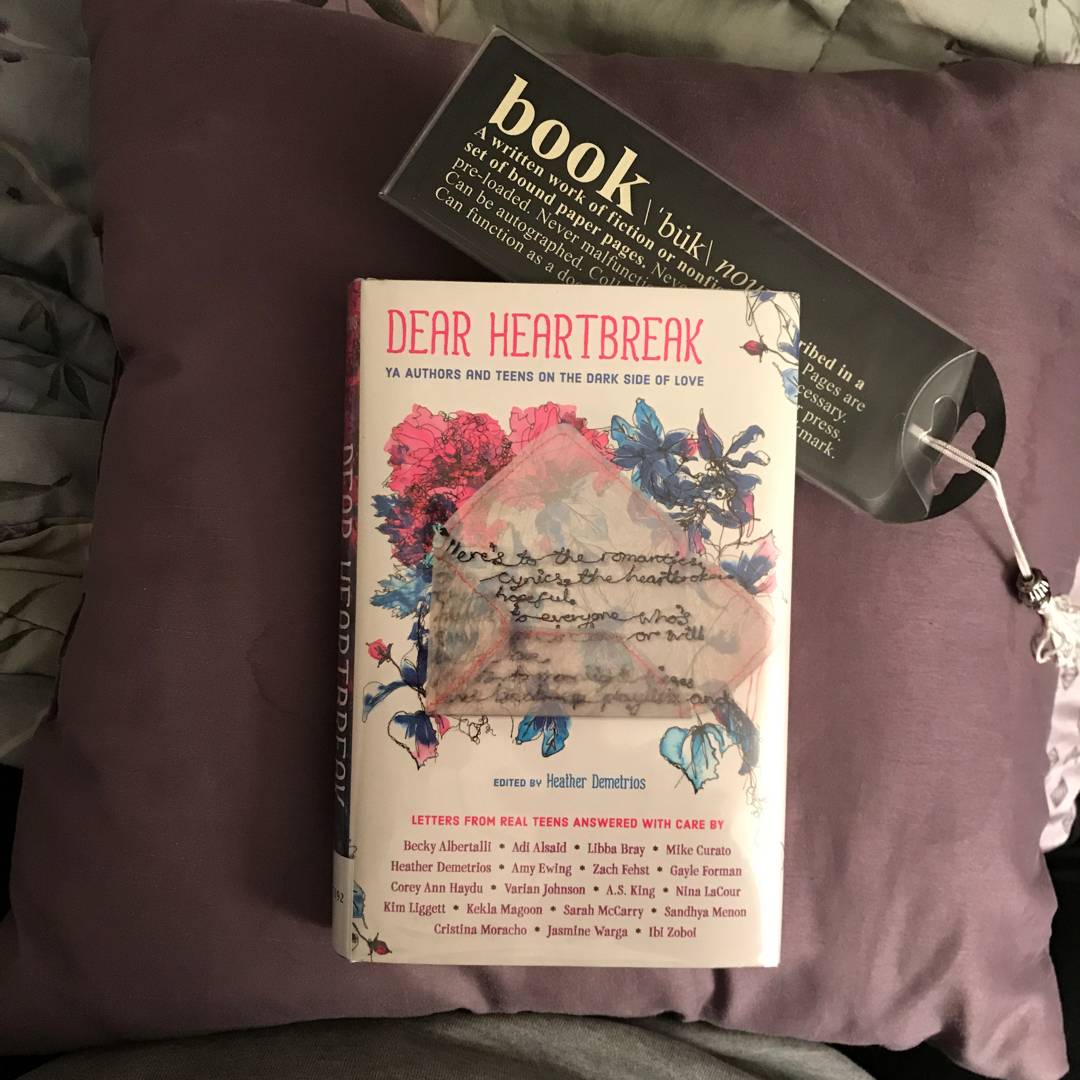 book | 'bu̇k | nou
A written work of fiction or nonfi
set of bound paper pages. Neve
pre-loaded. Never malfuncti
Can be autographed. Coll
Can function as a doo
ribed in a
Pages are
cessary.
r press.
mark.
DEAR HEARTBREAK
YA AUTHORS AND TEENS ON THE DARK SIDE OF LOVE
Here's to the romantics
cynics, the heartbroken
hopeful.
to everyone who's
or will
EDITED BY Heather Demetrios
LETTERS FROM REAL TEENS ANSWERED WITH CARE BY
Becky Albertalli • Adi Alsaid • Libba Bray • Mike Curato
Heather Demetrios • Amy Ewing • Zach Fehst • Gayle Forman
Corey Ann Haydu • Varian Johnson • A.S. King • Nina LaCour
Kim Liggett • Kekla Magoon • Sarah McCarry • Sandhya Menon
Cristina Moracho • Jasmine Warga • Ibi Zoboi
DEAR HEARTBREAK